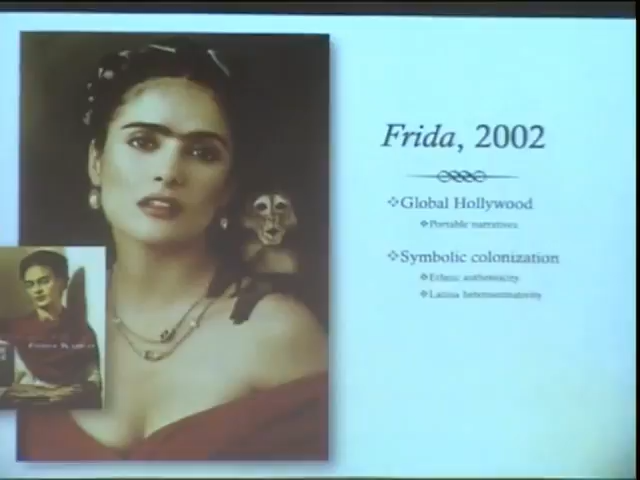 Frida, 2002
❖Global Hollywood
❖Portable narratives
❖Symbolic colonization
❖Ethnic authenticity
❖Latina heteronormativity